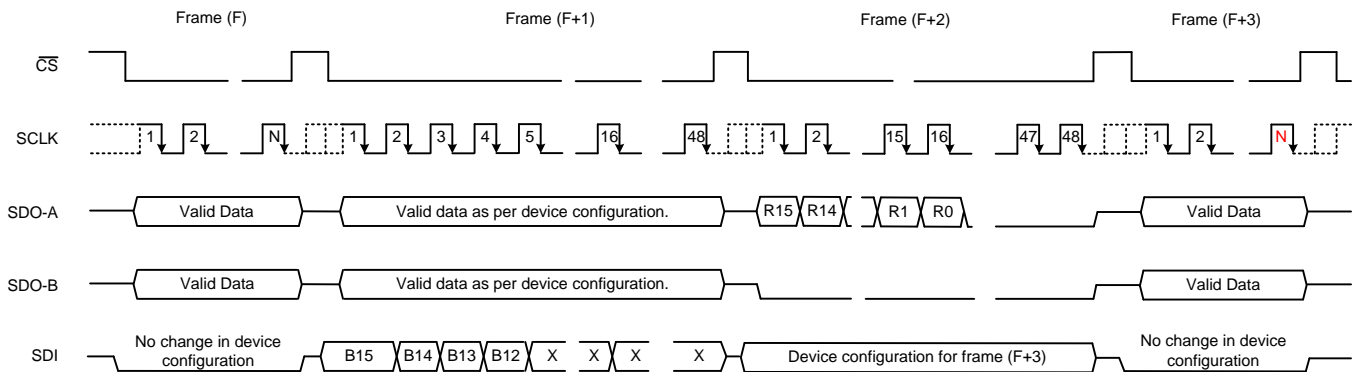 Frame (F) Frame (F+1) Frame (F+2) Frame (F+3)
CS
SCLK 1 2 N 1 2 3 4 5 16 48 1 2 15 16 47 48 1 2 N
SDO-A Valid Data Valid data as per device configuration. R15 R14 R1 R0 Valid Data
SDO-B Valid Data Valid data as per device configuration. Valid Data
SDI No change in device configuration B15 B14 B13 B12 X X X X Device configuration for frame (F+3) No change in device configuration